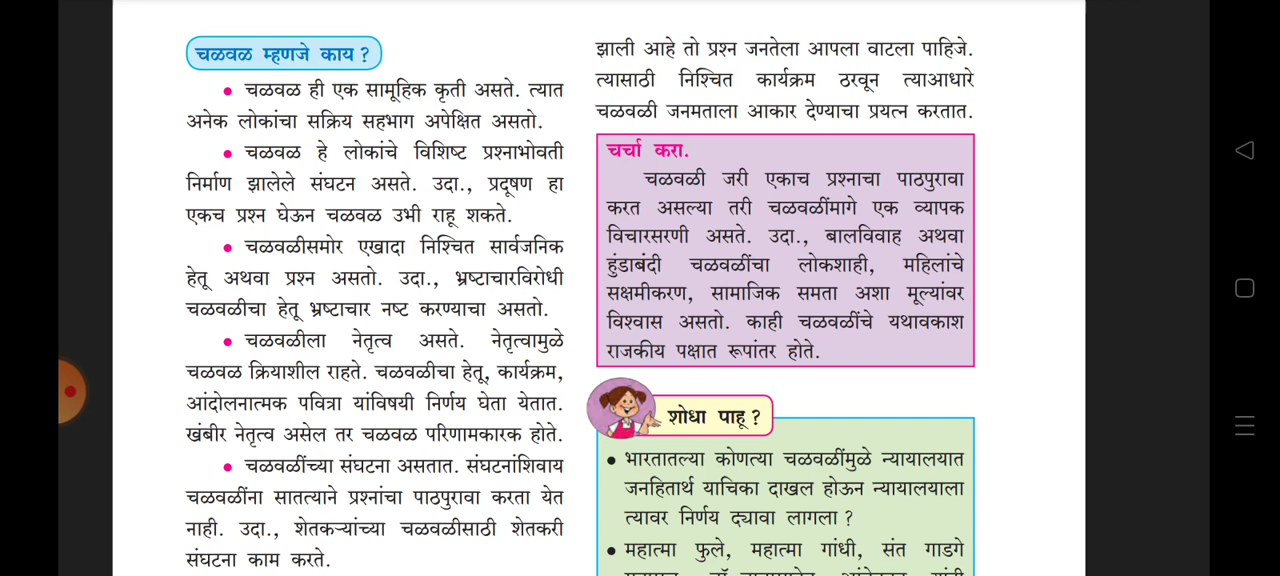 चळवळ म्हणजे काय ?
• चळवळ ही एक सामूहिक कृती असते. त्यात
अनेक लोकांचा सक्रिय सहभाग अपेक्षित असतो.
• चळवळ हे लोकांचे विशिष्ट प्रश्नाभोवती
निर्माण झालेले संघटन असते. उदा., प्रदूषण हा
एकच प्रश्न घेऊन चळवळ उभी राहू शकते.
• चळवळीसमोर एखादा निश्चित सार्वजनिक
हेतू अथवा प्रश्न असतो. उदा., भ्रष्टाचारविरोधी
चळवळीचा हेतू भ्रष्टाचार नष्ट करण्याचा असतो.
• चळवळीला नेतृत्व असते. नेतृत्वामुळे
चळवळ क्रियाशील राहते. चळवळीचा हेतू, कार्यक्रम,
आंदोलनात्मक पवित्रा यांविषयी निर्णय घेता येतात.
खंबीर नेतृत्व असेल तर चळवळ परिणामकारक होते.
• चळवळींच्या संघटना असतात. संघटनांशिवाय
चळवळींना सातत्याने प्रश्नांचा पाठपुरावा करता येत
नाही. उदा., शेतकऱ्यांच्या चळवळीसाठी शेतकरी
संघटना काम करते.
झाली आहे तो प्रश्न जनतेला आपला वाटला पाहिजे.
त्यासाठी निश्चित कार्यक्रम ठरवून त्याआधारे
चळवळी जनमताला आकार देण्याचा प्रयत्न करतात.
चर्चा करा.
चळवळी जरी एकाच प्रश्नाचा पाठपुरावा
करत असल्या तरी चळवळींमागे एक व्यापक
विचारसरणी असते. उदा., बालविवाह अथवा
हुंडाबंदी चळवळींचा लोकशाही, महिलांचे
सक्षमीकरण, सामाजिक समता अशा मूल्यांवर
विश्वास असतो. काही चळवळींचे यथावकाश
राजकीय पक्षात रूपांतर होते.
शोधा पाहू ?
• भारतातल्या कोणत्या चळवळींमुळे न्यायालयात
जनहितार्थ याचिका दाखल होऊन न्यायालयाला
त्यावर निर्णय द्यावा लागला ?
• महात्मा फुले, महात्मा गांधी, संत गाडगे